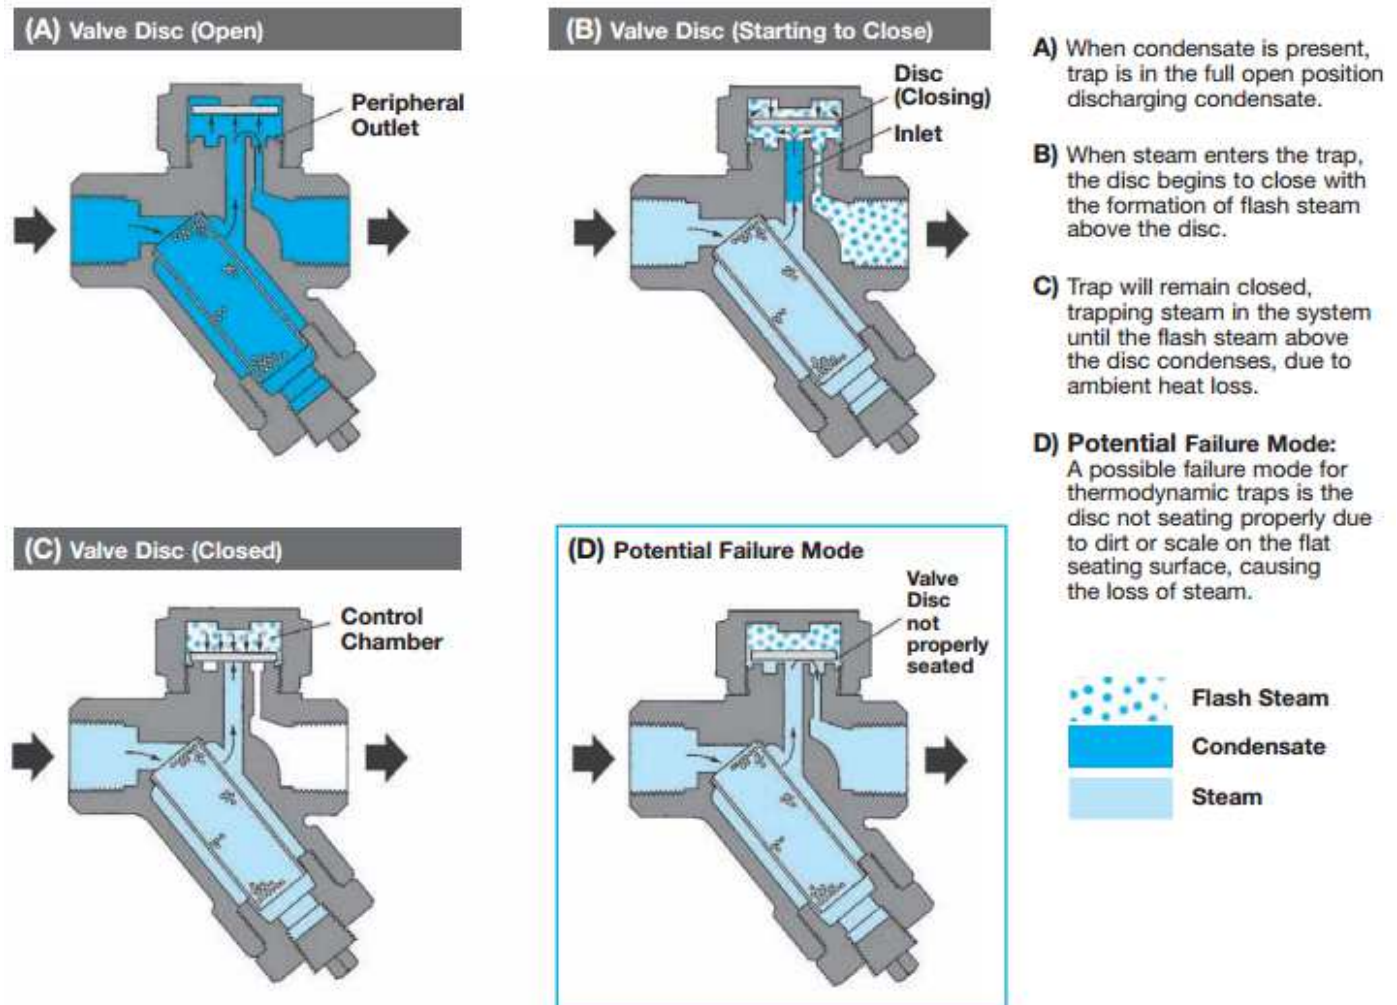 (A) Valve Disc (Open)
Peripheral
Outlet
(B) Valve Disc (Starting to Close)
Disc
(Closing)
Inlet
A) When condensate is present,
trap is in the full open position
discharging condensate.
B) When steam enters the trap,
the disc begins to close with
the formation of flash steam
above the disc.
C) Trap will remain closed,
trapping steam in the system
until the flash steam above
the disc condenses, due to
ambient heat loss.
D) Potential Failure Mode:
A possible failure mode for
thermodynamic traps is the
disc not seating properly due
to dirt or scale on the flat
seating surface, causing
the loss of steam.
(C) Valve Disc (Closed)
Control
Chamber
(D) Potential Failure Mode
Valve
Disc
not
properly
seated
Flash Steam
Condensate
Steam